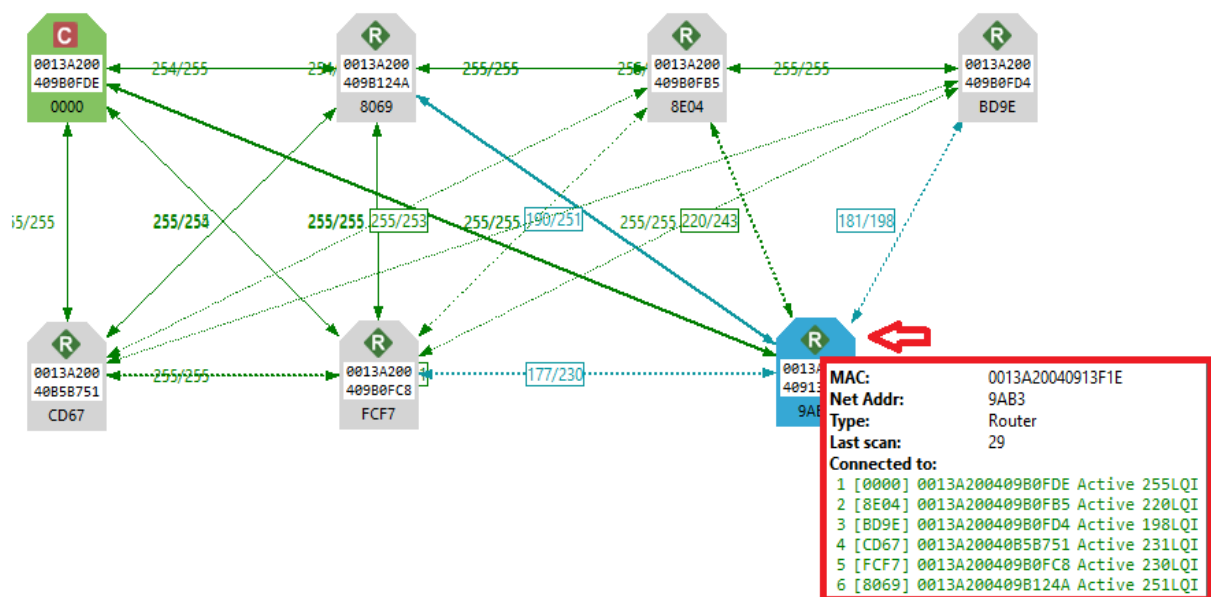 C
R
R
R
0013A200
409B0FDE
0000
0013A200
409B124A
8069
0013A200
409B0FB5
8E04
0013A200
409B0FD4
BD9E
254/255
255/255
255/255
5/255
255/255
255/253
255/255
190/251
255/255
220/243
181/198
R
R
R
0013A200
40B5B751
CD67
255/255
0013A200
409B0FC8
FCF7
177/230
MAC: 0013A20040913F1E
Net Addr: 9AB3
Type: Router
Last scan: 29
Connected to:
1 [0000] 0013A200409B0FDE Active 255LQI
2 [8E04] 0013A200409B0FB5 Active 220LQI
3 [BD9E] 0013A200409B0FD4 Active 198LQI
4 [CD67] 0013A20040B5B751 Active 231LQI
5 [FCF7] 0013A200409B0FC8 Active 230LQI
6 [8069] 0013A200409B124A Active 251LQI